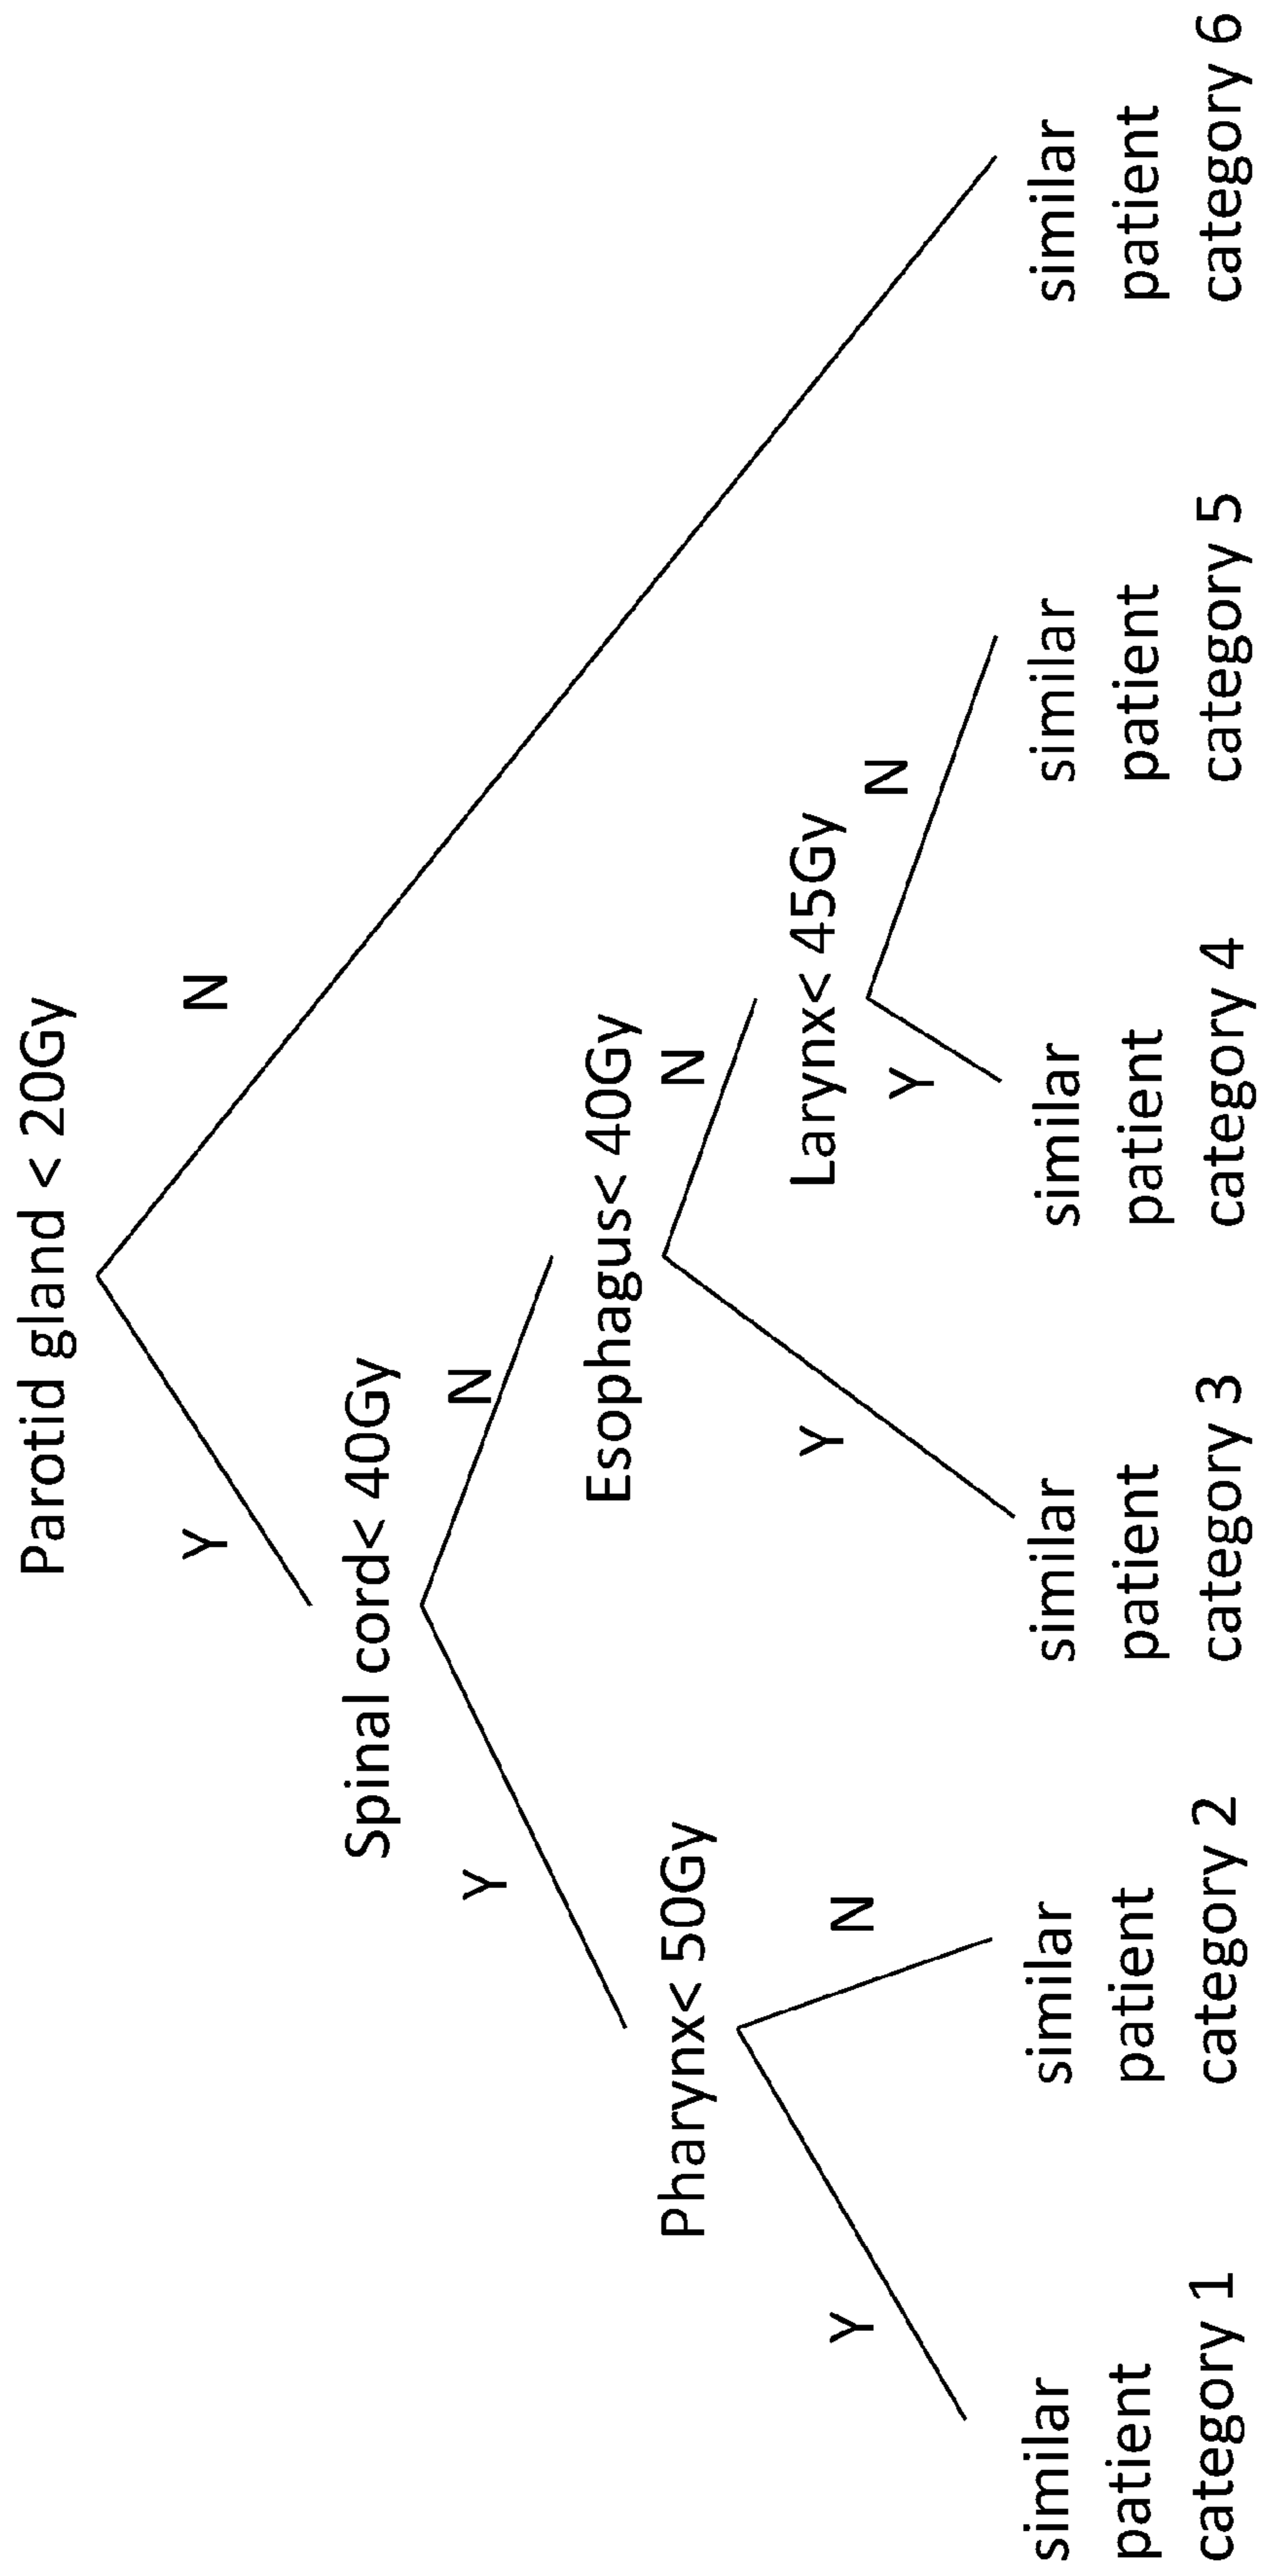 Parotid gland < 20Gy
Y
N
Spinal cord< 40Gy
Y
N
Esophagus< 40Gy
Pharynx< 50Gy
N
Y
Larynx< 45Gy
Y
N
Y
N
similar
patient
category 1
similar
patient
category 2
similar
patient
category 3
similar
patient
category 4
similar
patient
category 5
similar
patient
category 6